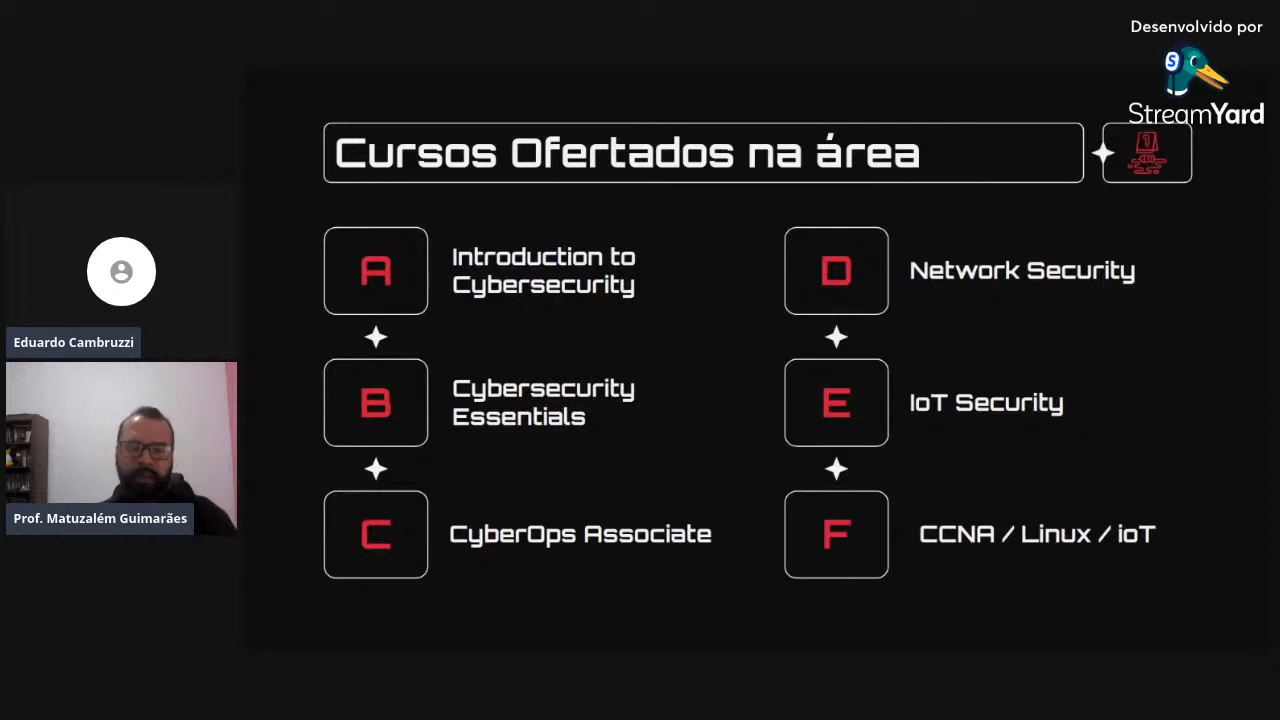 Desenvolvido por
StreamYard
Cursos Ofertados na área
A
Introduction to
Cybersecurity
B
Cybersecurity
Essentials
C
CyberOps Associate
D
Network Security
E
IoT Security
F
CCNA / Linux / ioT
Eduardo Cambruzzi
Prof. Matuzalém Guimarães